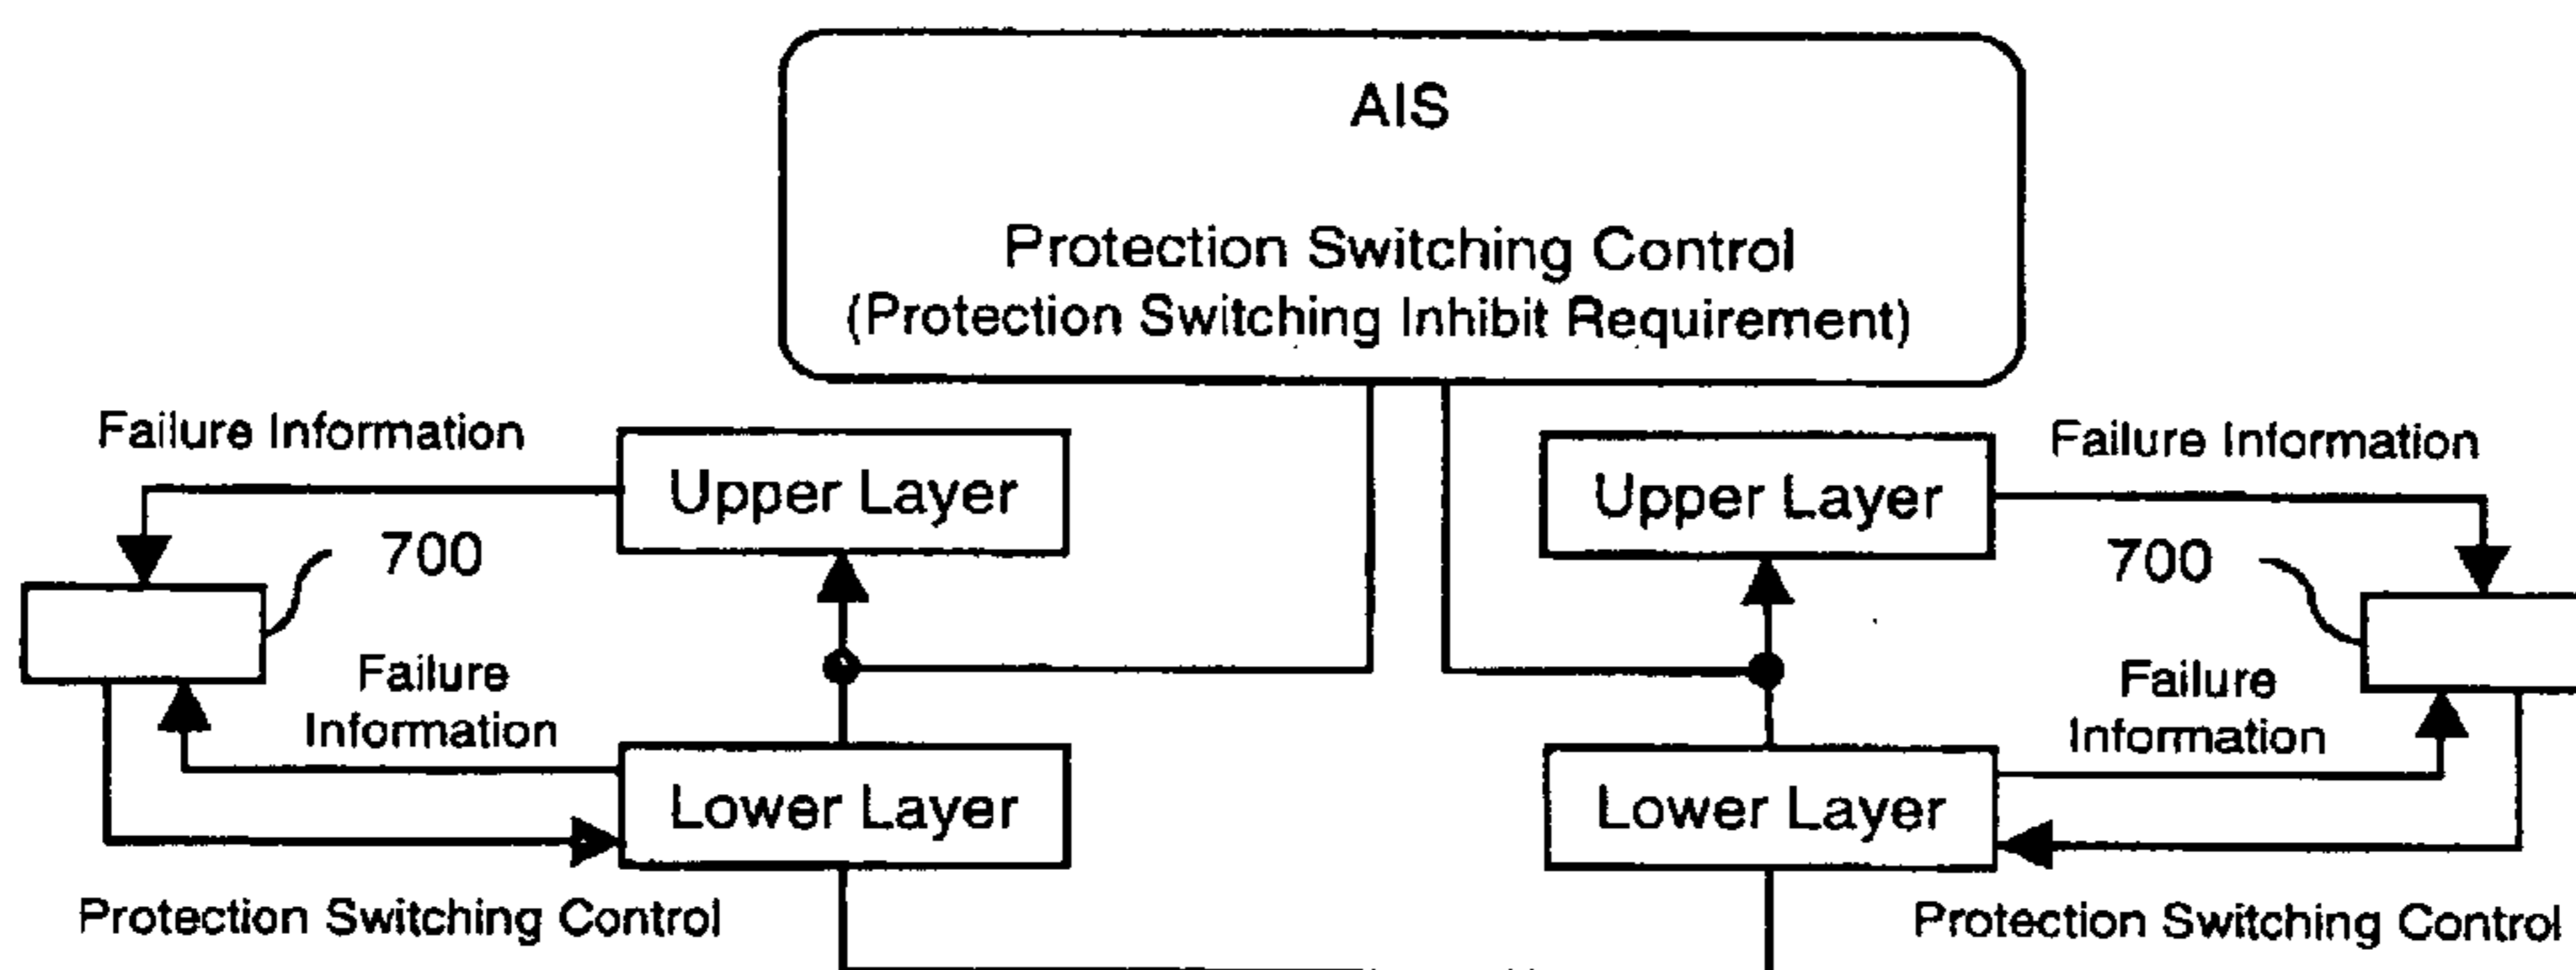 AIS
Protection Switching Control
(Protection Switching Inhibit Requirement)
Failure Information
Upper Layer
Upper Layer
Failure Information
700
700
Failure
Information
Failure
Information
Lower Layer
Lower Layer
Protection Switching Control
Protection Switching Control